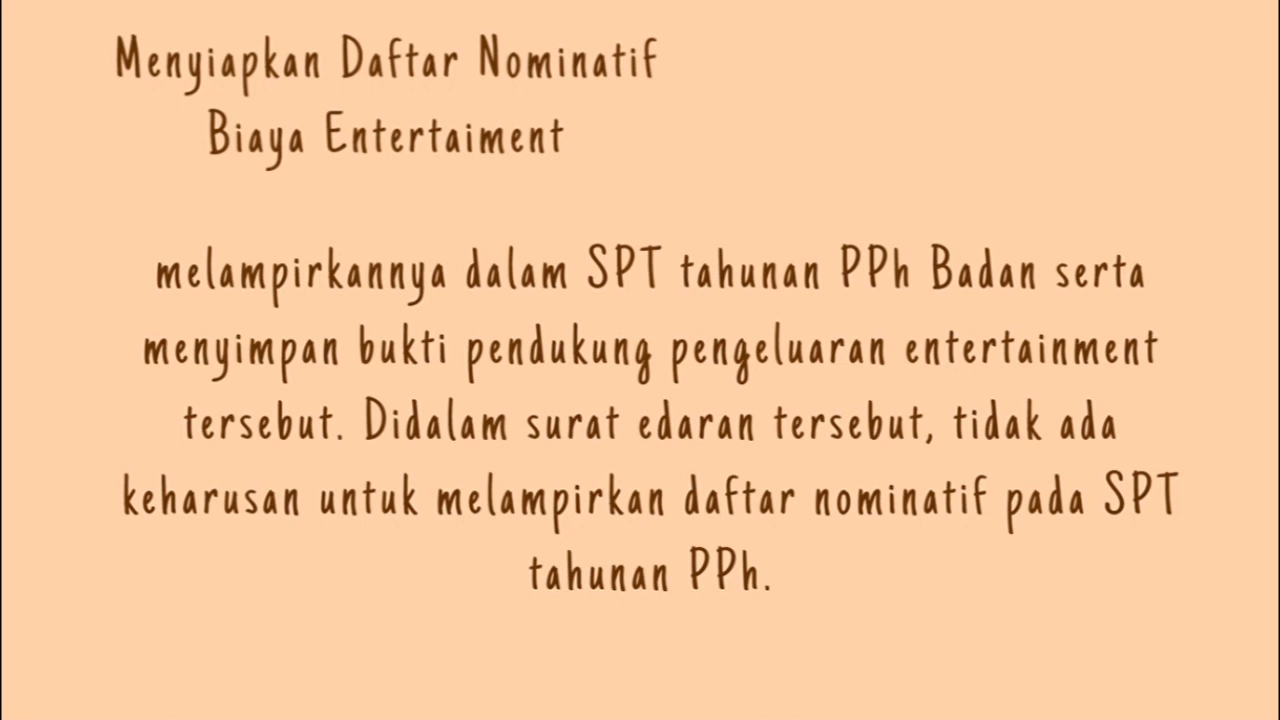 Menyiapkan Daftar Nominatif
Biaya Entertaiment
melampirkannya dalam SPT tahunan PPh Badan serta
menyimpan bukti pendukung pengeluaran entertainment
tersebut. Didalam surat edaran tersebut, tidak ada
keharusan untuk melampirkan daftar nominatif pada SPT
tahunan PPh.